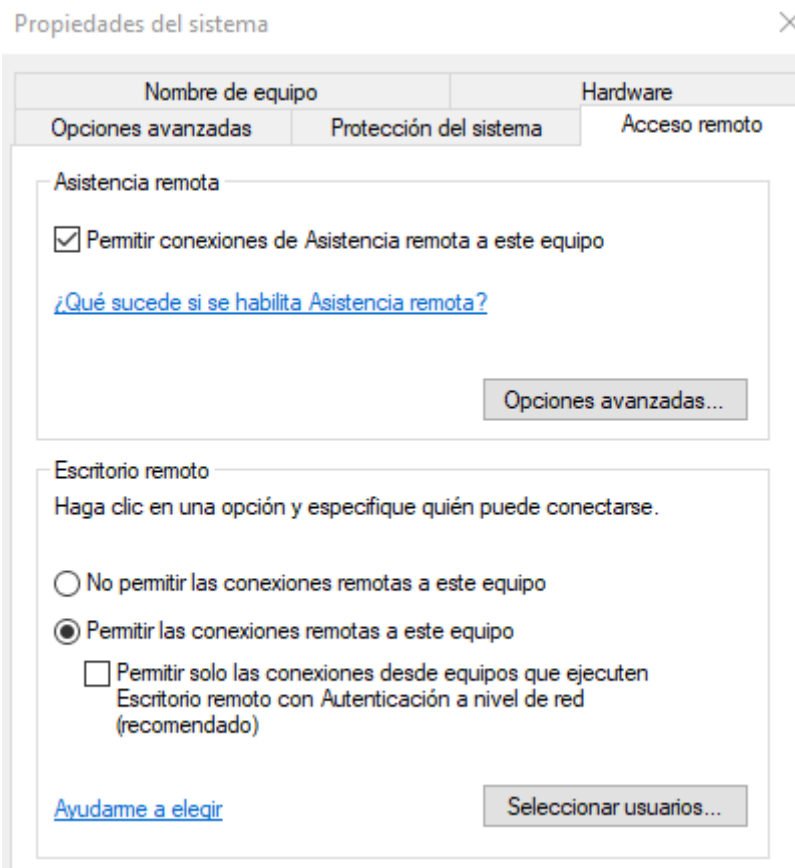 Propiedades del sistema
Nombre de equipo
Hardware
Opciones avanzadas
Protección del sistema
Acceso remoto
Asistencia remota
Permitir conexiones de Asistencia remota a este equipo
¿Qué sucede si se habilita Asistencia remota?
Opciones avanzadas...
Escritorio remoto
Haga clic en una opción y especifique quién puede conectarse.
No permitir las conexiones remotas a este equipo
Permitir las conexiones remotas a este equipo
Permitir solo las conexiones desde equipos que ejecuten
Escritorio remoto con Autenticación a nivel de red
(recomendado)
Ayudarme a elegir
Seleccionar usuarios...